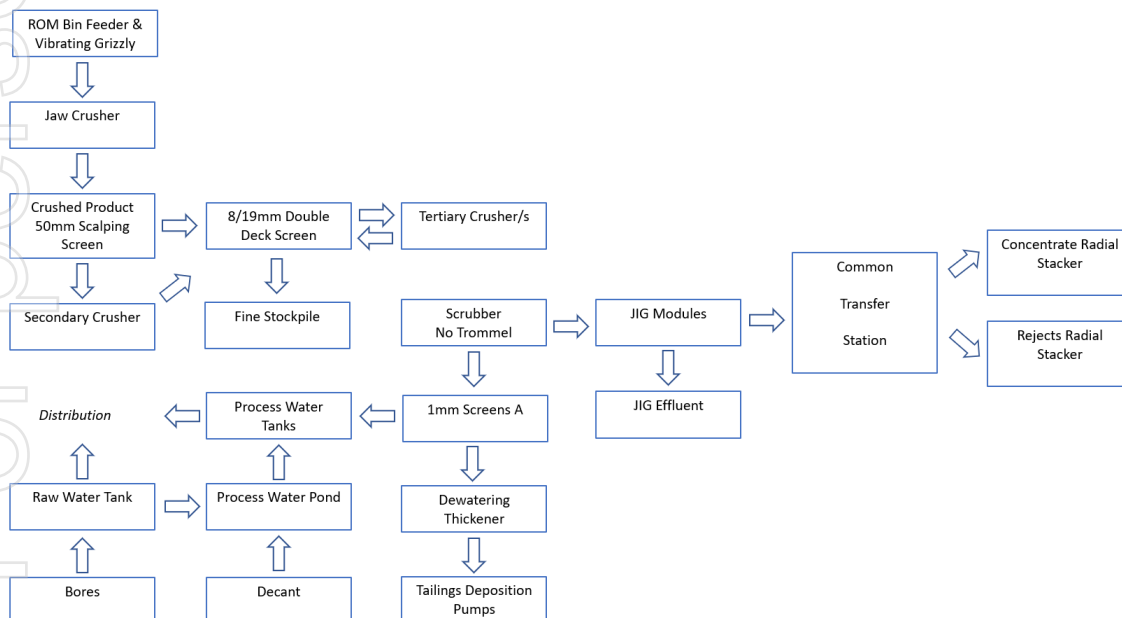 ROM Bin Feeder &
Vibrating Grizzly
Jaw Crusher
Crushed Product
50mm Scalping
Screen
8/19mm Double
Deck Screen
Tertiary Crusher/s
Secondary Crusher
Fine Stockpile
Scrubber
No Trommel
JIG Modules
Common
Transfer
Station
Concentrate Radial
Stacker
Rejects Radial
Stacker
Distribution
Process Water
Tanks
1mm Screens A
JIG Effluent
Raw Water Tank
Process Water Pond
Dewatering
Thickener
Bores
Decant
Tailings Deposition
Pumps